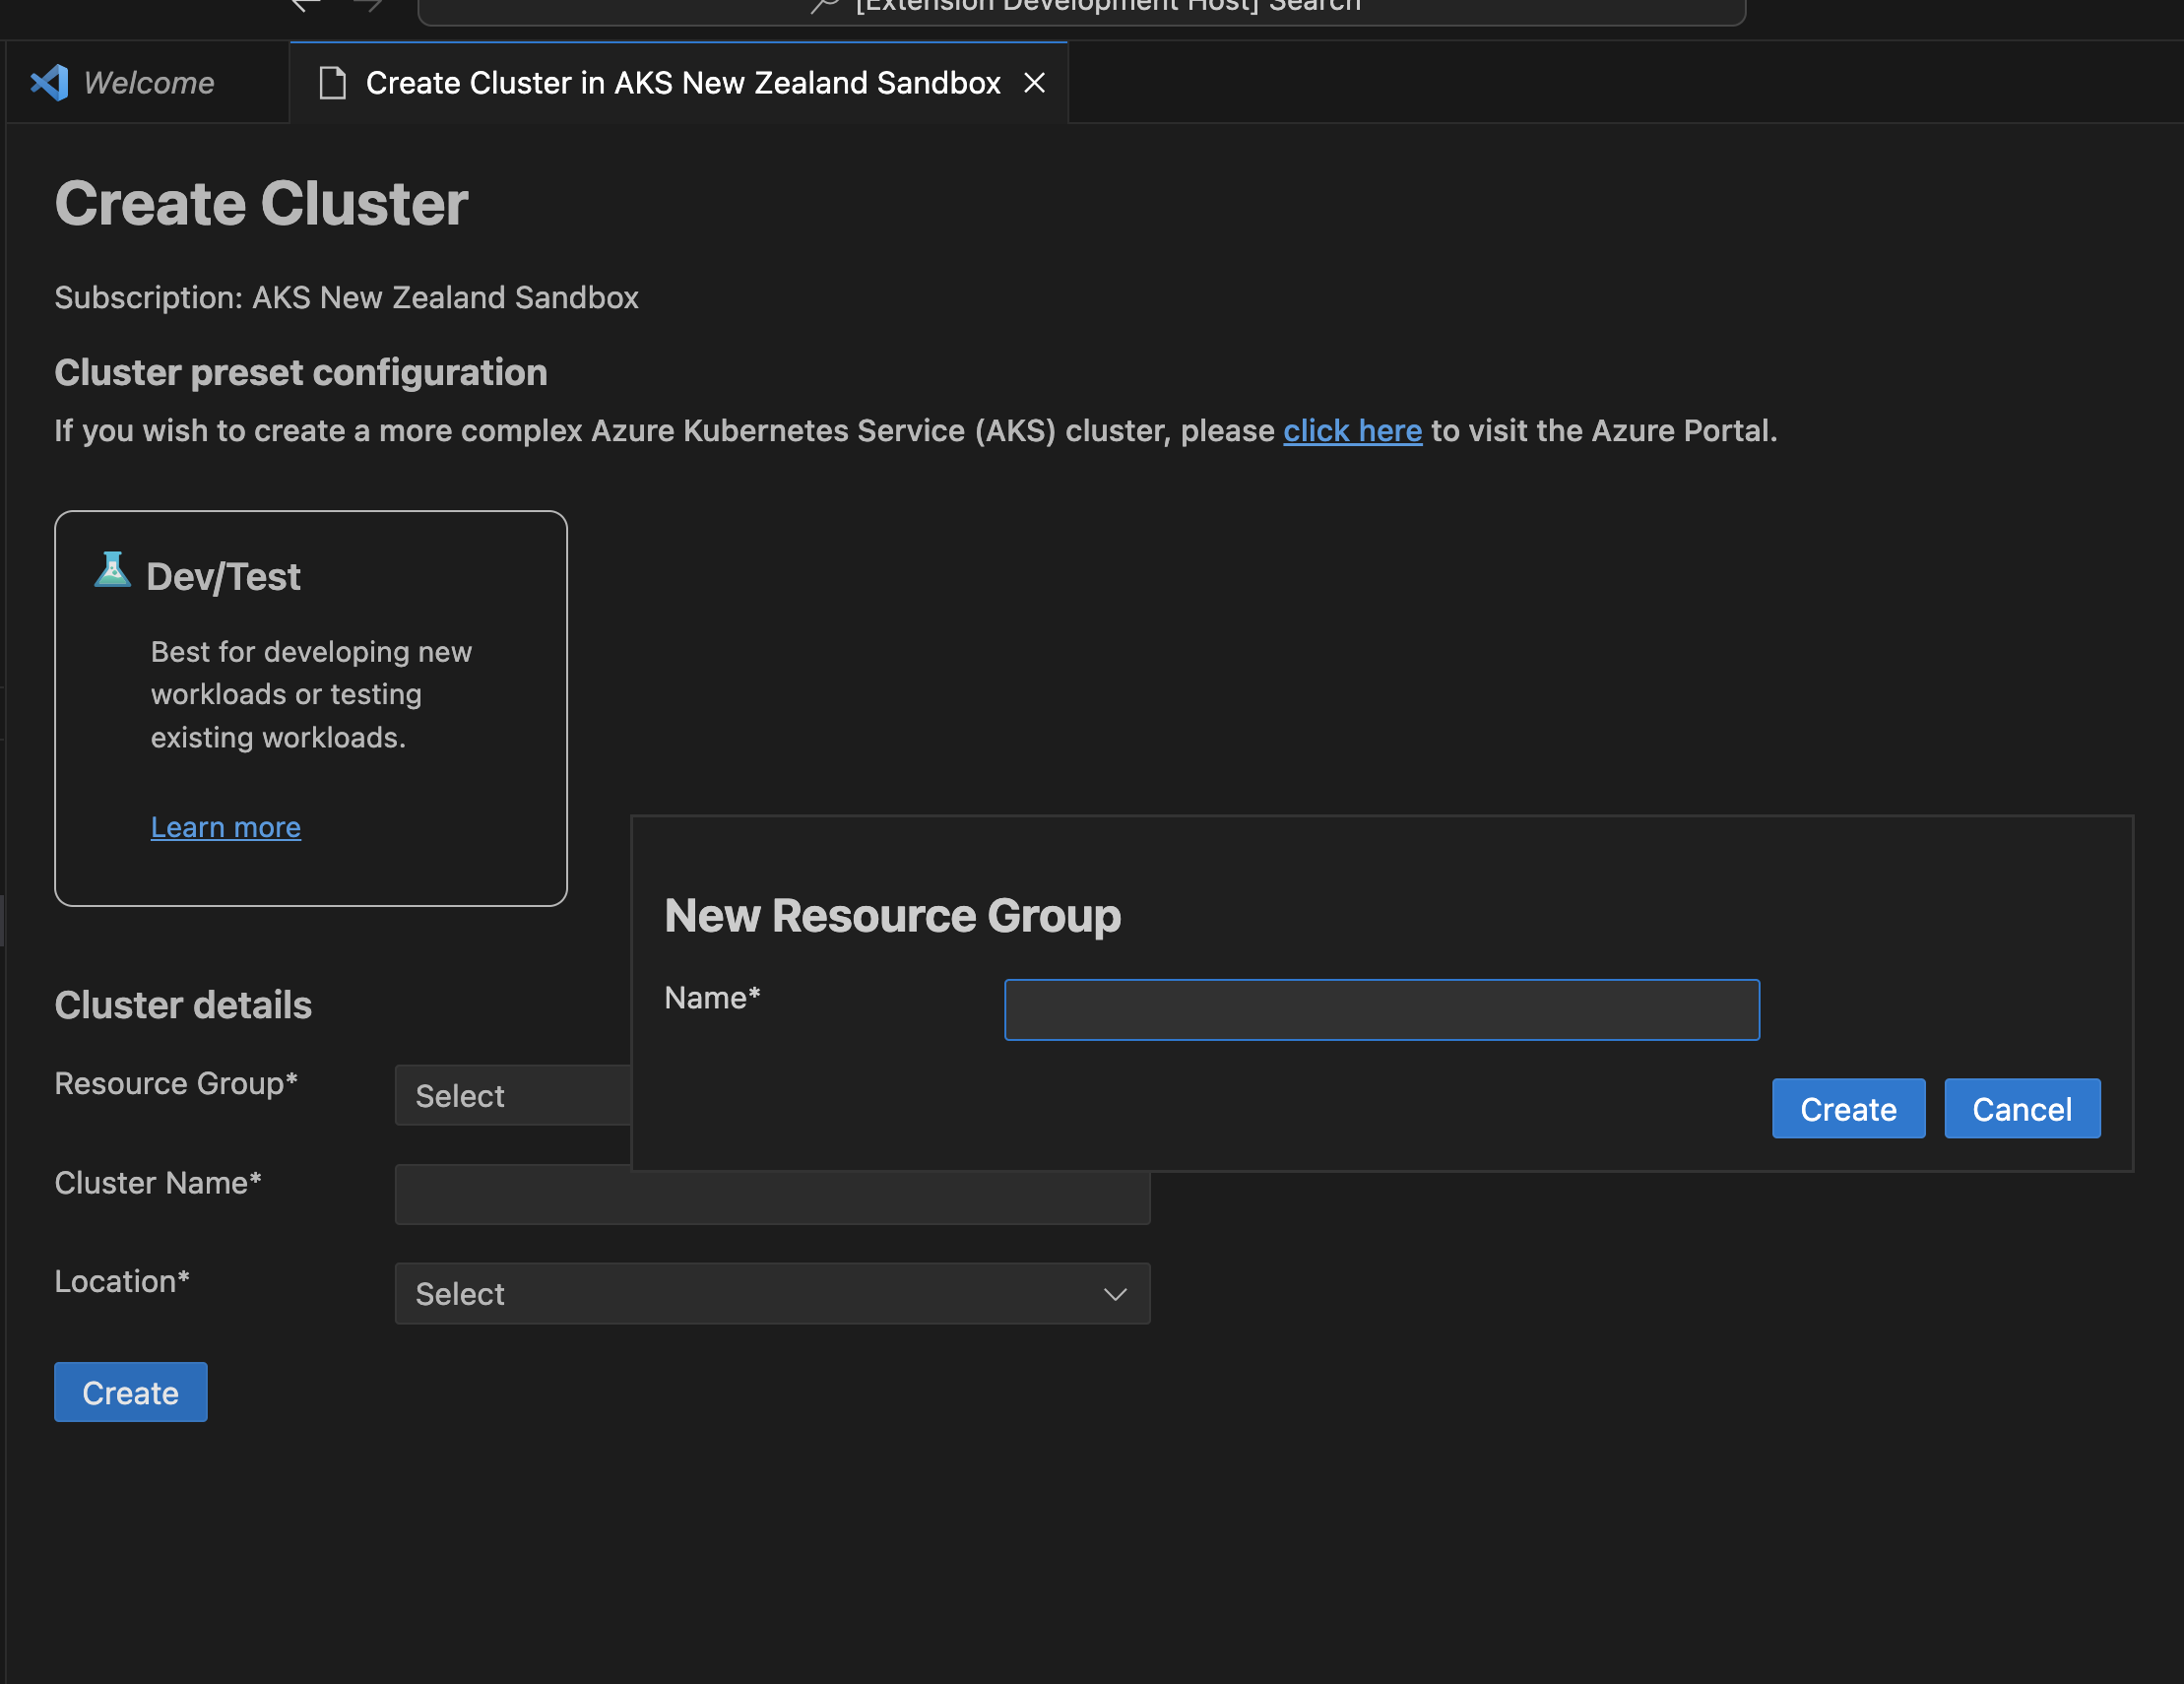 [Extension Development Host] Search
Welcome
Create Cluster in AKS New Zealand Sandbox
Create Cluster
Subscription: AKS New Zealand Sandbox
Cluster preset configuration
If you wish to create a more complex Azure Kubernetes Service (AKS) cluster, please click here to visit the Azure Portal.
Dev/Test
Best for developing new
workloads or testing
existing workloads.
Learn more
New Resource Group
Name*
Create
Cancel
Cluster details
Resource Group*
Select
Cluster Name*
Location*
Select
Create